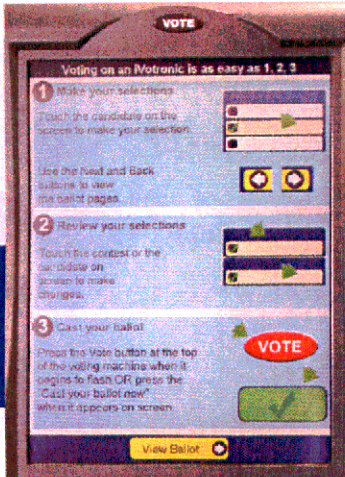 VOTE
Voting on an iVotronic is as easy as 1, 2, 3
1 Make your selections
Touch the candidate on the
screen to make your selection.
Use the Next and Back
buttons to view
the ballot pages.
2 Review your selections
Touch the contest or the
candidate on
screen to make
changes.
3 Cast your ballot
Press the Vote button at the top
of the voting machine when it
begins to flash OR press the
"Cast your ballot now"
when it appears on screen.
VOTE
View Ballot